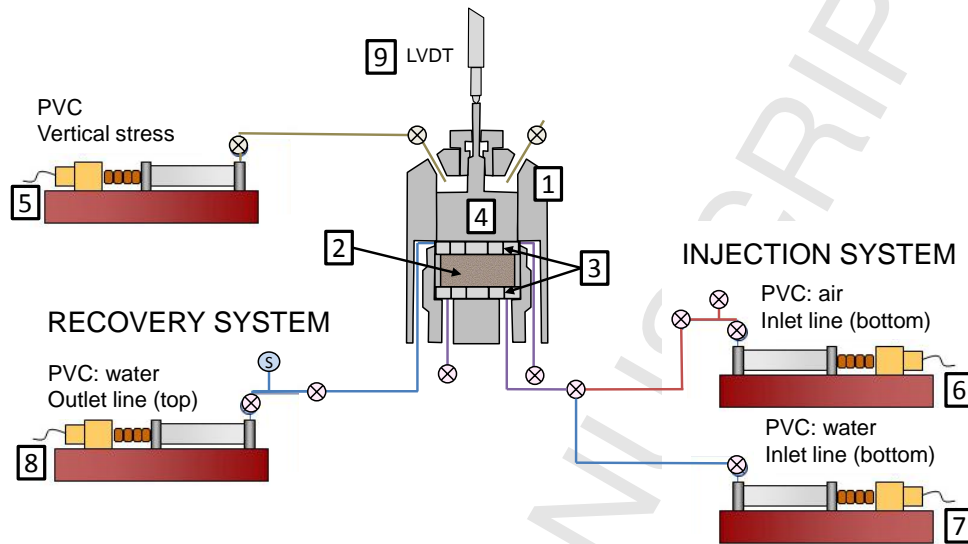 9 LVDT
PVC
Vertical stress
5
1
4
2
3
INJECTION SYSTEM
PVC: air
Inlet line (bottom)
6
RECOVERY SYSTEM
S
PVC: water
Outlet line (top)
8
PVC: water
Inlet line (bottom)
7